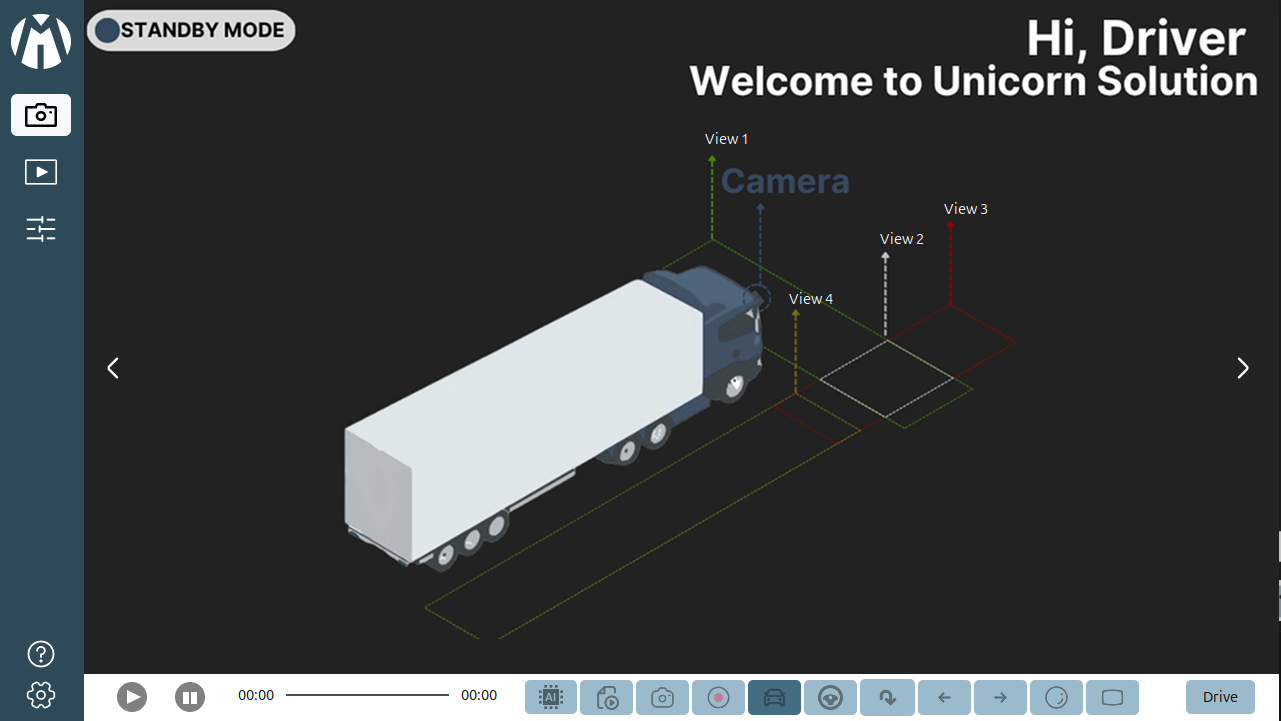 STANDBY MODE
Hi, Driver
Welcome to Unicorn Solution
View 1
Camera
View 3
View 2
View 4
00:00
00:00
AI
Drive